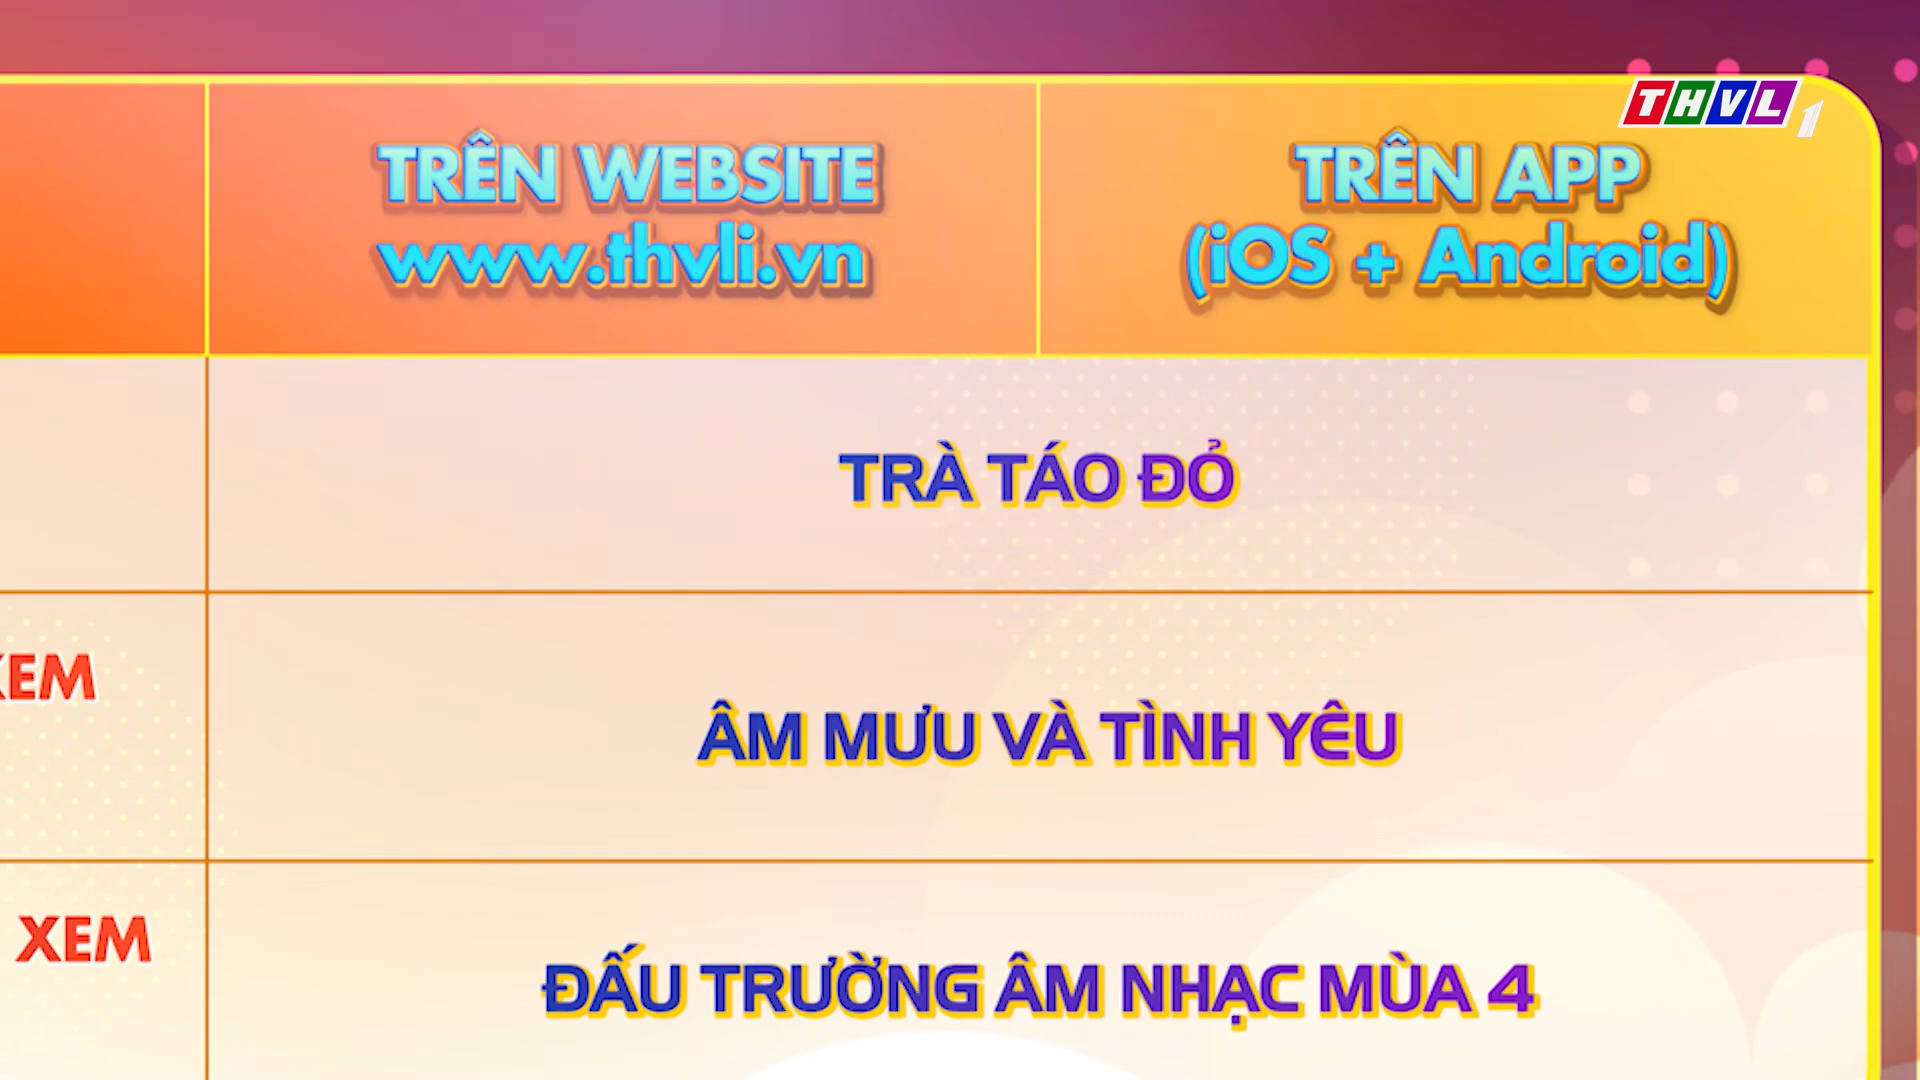 THVL1
TRÊN WEBSITE
www.thvli.vn
TRÊN APP
(iOS + Android)
TRÀ TÁO ĐỎ
XEM
ÂM MƯU VÀ TÌNH YÊU
XEM
ĐẤU TRƯỜNG ÂM NHẠC MÙA 4